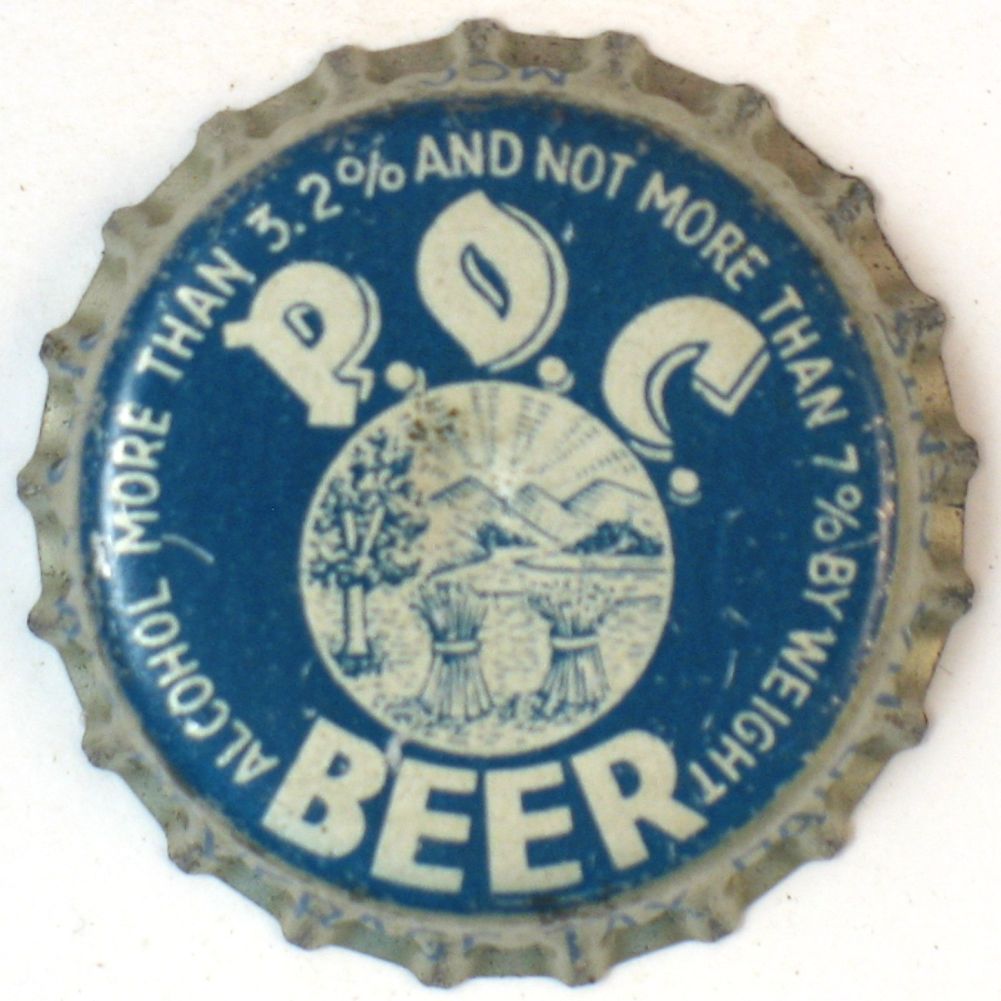 ALCOHOL MORE THAN 3.2% AND NOT MORE THAN 7% BY WEIGHT
P.O.C.
BEER